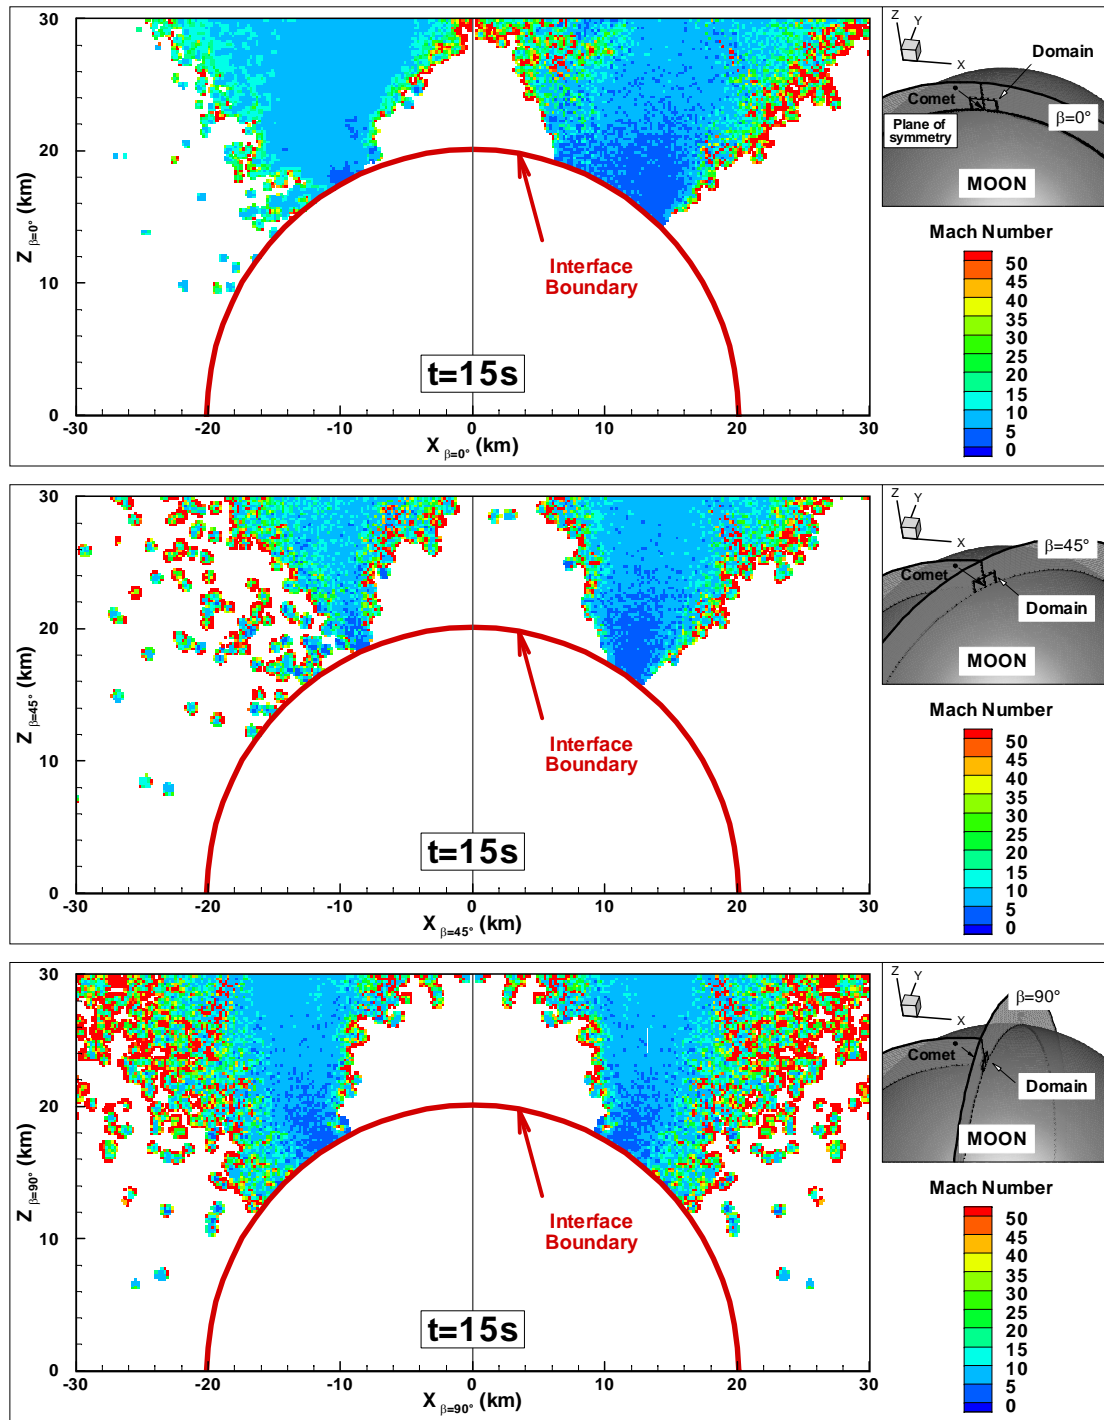 30
20
10
0
Z β=0° (km)
-30
-20
-10
0
10
20
30
X β=0° (km)
Interface
Boundary
t=15s
Z
Y
X
Domain
Comet
β=0°
Plane of
symmetry
MOON
Mach Number
50
45
40
35
30
25
20
15
10
5
0
30
20
10
0
Z β=45° (km)
-30
-20
-10
0
10
20
30
X β=45° (km)
Interface
Boundary
t=15s
Z
Y
X
β=45°
Comet
Domain
MOON
Mach Number
50
45
40
35
30
25
20
15
10
5
0
30
20
10
0
Z β=90° (km)
-30
-20
-10
0
10
20
30
X β=90° (km)
Interface
Boundary
t=15s
Z
Y
X
β=90°
Comet
Domain
MOON
Mach Number
50
45
40
35
30
25
20
15
10
5
0